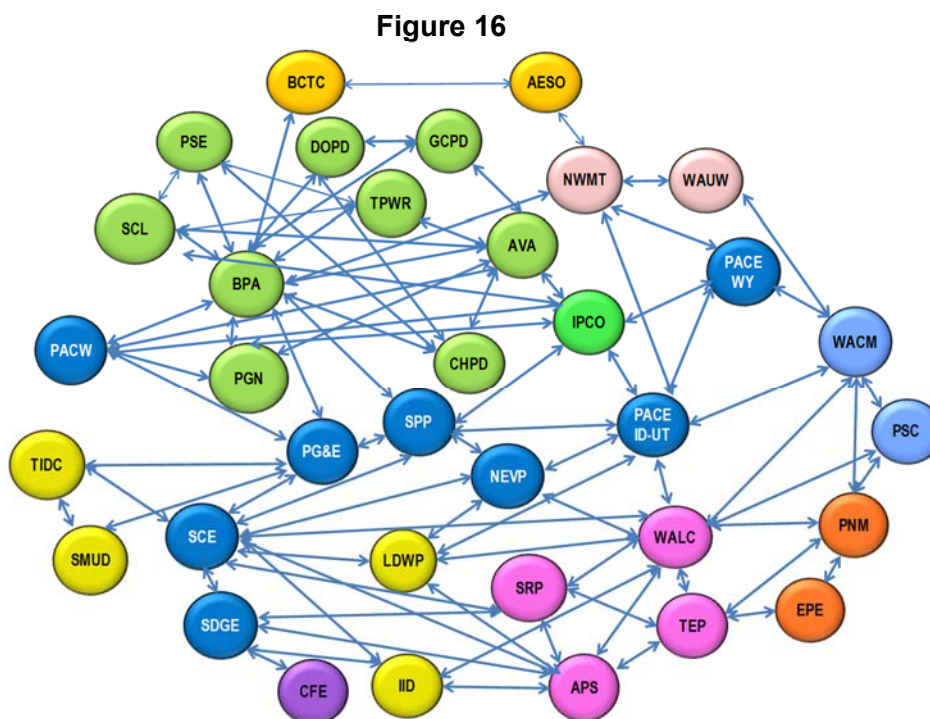 Figure 16
BCTC
AESO
PSE
DOPD
GCPD
NWMT
WAUW
TPWR
SCL
AVA
BPA
PACE
WY
IPCO
PACW
WACM
PGN
CHPD
SPP
PACE
ID-UT
PSC
PG&E
TIDC
NEVP
PNM
SCE
WALC
SMUD
LDWP
SRP
EPE
SDGE
TEP
CFE
IID
APS